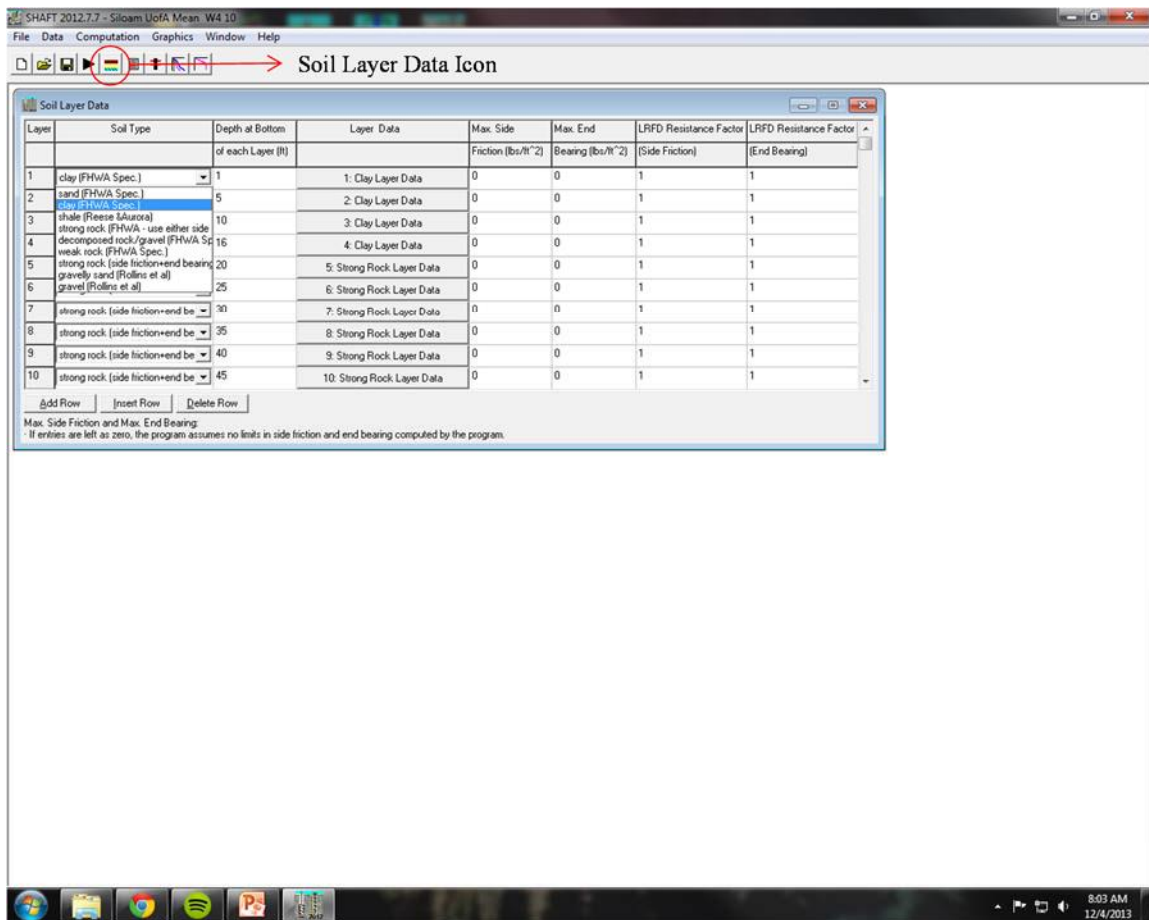 SHAFT 2012.7.7 - Siloam UofA Mean W4 10
File Data Computation Graphics Window Help
Soil Layer Data Icon
Soil Layer Data
Layer Soil Type Depth at Bottom Layer Data Max. Side Max. End LRFD Resistance Factor LRFD Resistance Factor
of each Layer (ft) Friction (lbs/ft^2) Bearing (lbs/ft^2) (Side Friction) (End Bearing)
1 clay (FHWA Spec.) 1 1: Clay Layer Data 0 0 1 1
sand (FHWA Spec.)
clay (FHWA Spec.)
shale (Reese &Aurora)
strong rock (FHWA - use either side
decomposed rock/gravel (FHWA Sp
weak rock (FHWA Spec.)
strong rock (side friction+end bearing
gravelly sand (Rollins et al)
gravel (Rollins et al)
2 5 2: Clay Layer Data 0 0 1 1
3 10 3: Clay Layer Data 0 0 1 1
4 16 4: Clay Layer Data 0 0 1 1
5 20 5: Strong Rock Layer Data 0 0 1 1
6 25 6: Strong Rock Layer Data 0 0 1 1
7 strong rock (side friction+end be 30 7: Strong Rock Layer Data 0 0 1 1
8 strong rock (side friction+end be 35 8: Strong Rock Layer Data 0 0 1 1
9 strong rock (side friction+end be 40 9: Strong Rock Layer Data 0 0 1 1
10 strong rock (side friction+end be 45 10: Strong Rock Layer Data 0 0 1 1
Add Row Insert Row Delete Row
Max. Side Friction and Max. End Bearing:
- If entries are left as zero, the program assumes no limits in side friction and end bearing computed by the program.
8:03 AM
12/4/2013